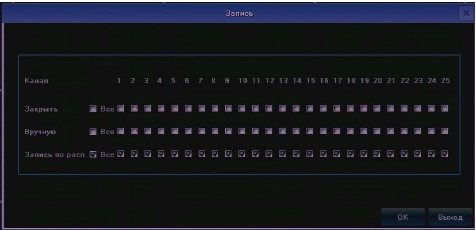 Запись
Канал 1 2 3 4 5 6 7 8 9 10 11 12 13 14 15 16 17 18 19 20 21 22 23 24 25
Закрыть Все
Вручную Все
Запись по расп. Все
OK Выход